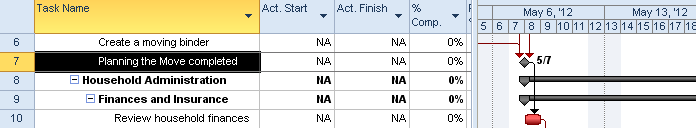 Task Name Act. Start Act. Finish % Comp. May 6, '12 May 13, '12
5 6 7 8 9 10 11 12 13 14 15 16 17 18
6 Create a moving binder NA NA 0%
7 Planning the Move completed NA NA 0% 5/7
8 Household Administration NA NA 0%
9 Finances and Insurance NA NA 0%
10 Review household finances NA NA 0%